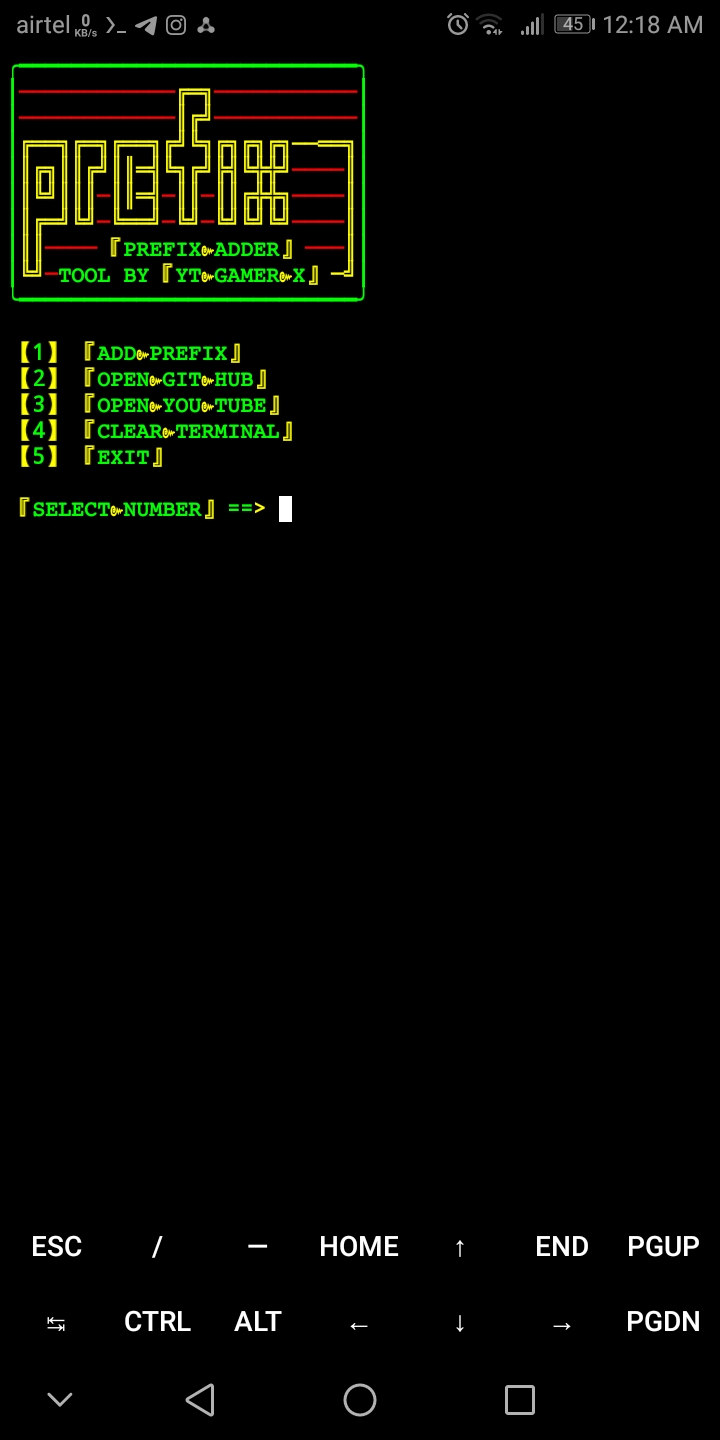 airtel 0 KB/s 45 12:18 AM
prefix
『PREFIX๛ADDER』
TOOL BY 『YT๛GAMER๛X』
【1】 『ADD๛PREFIX』
【2】 『OPEN๛GIT๛HUB』
【3】 『OPEN๛YOU๛TUBE』
【4】 『CLEAR๛TERMINAL』
【5】 『EXIT』
『SELECT๛NUMBER』 ==>
ESC / — HOME ↑ END PGUP
↹ CTRL ALT ← ↓ → PGDN